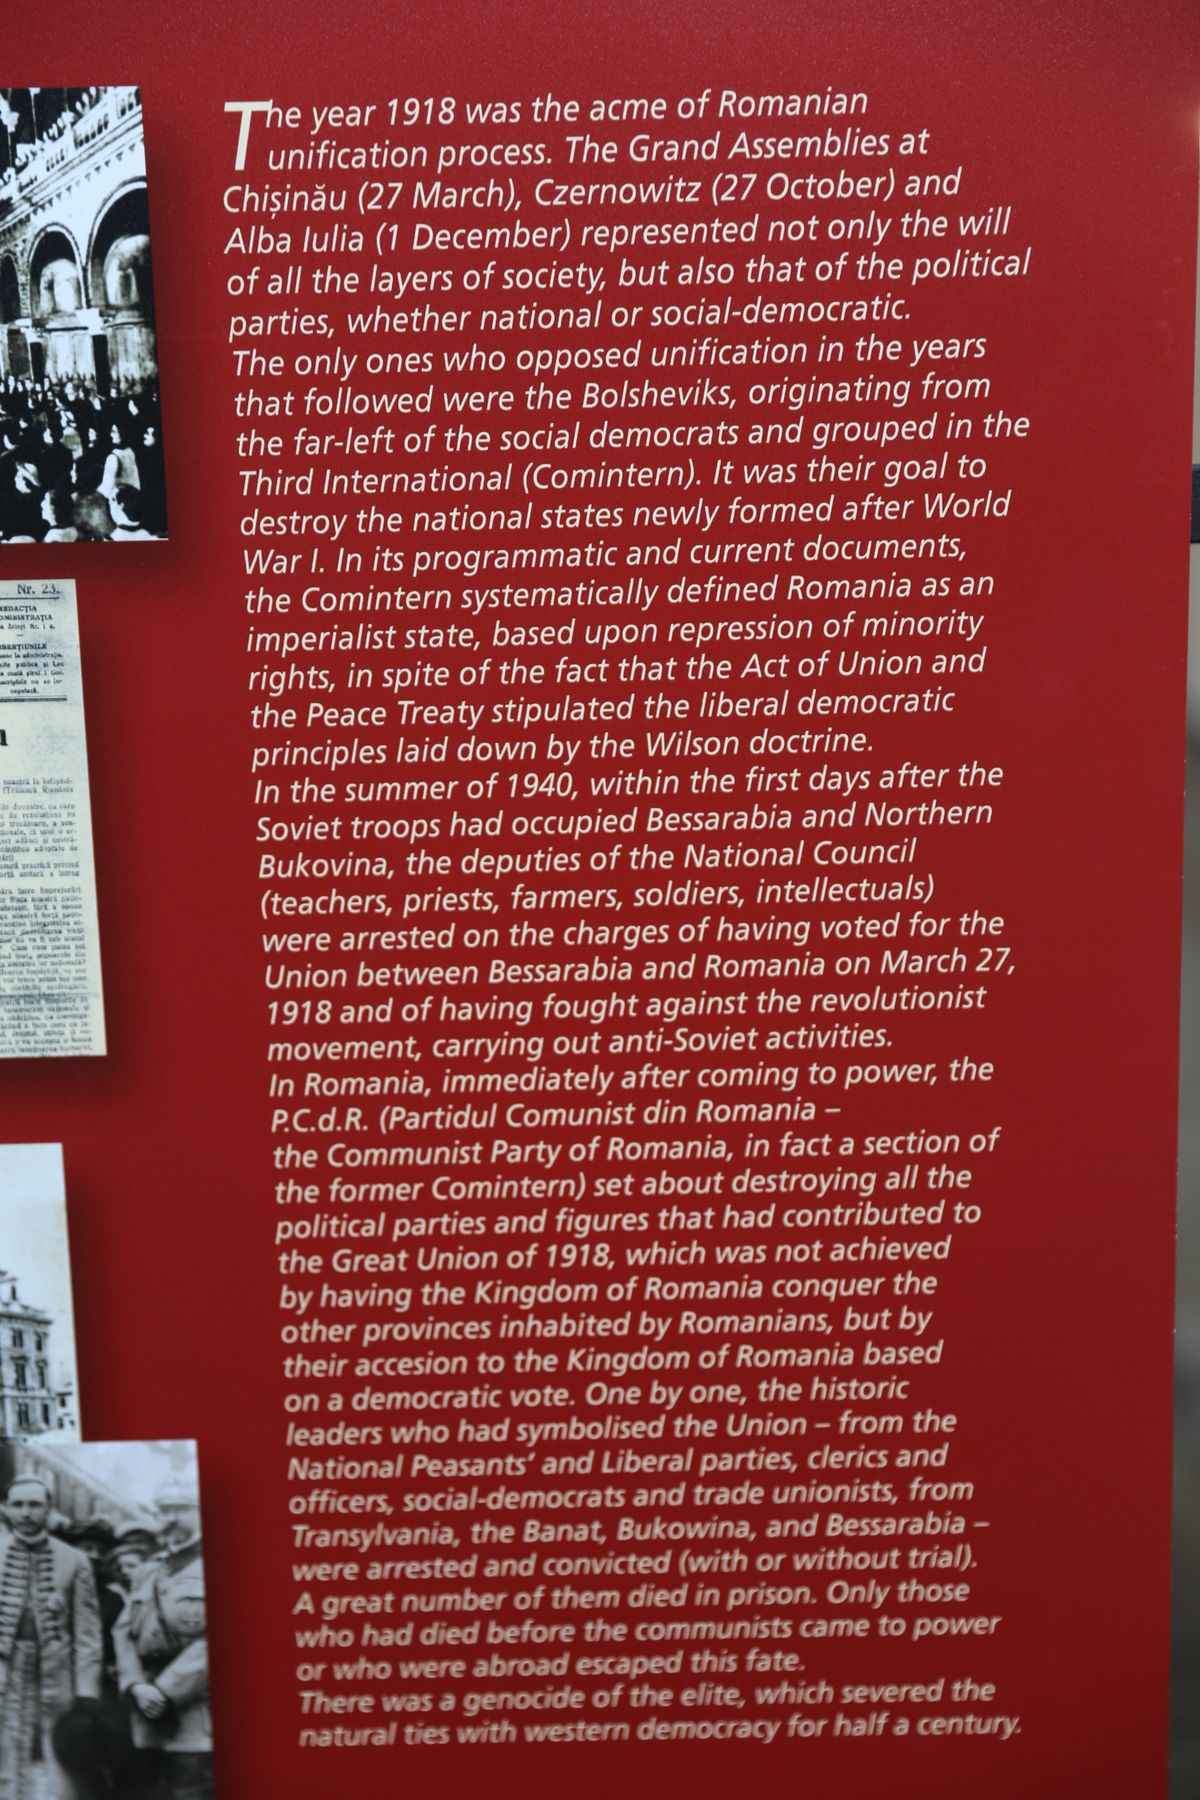 Nr. 23.
REDACȚIA
The year 1918 was the acme of Romanian
unification process. The Grand Assemblies at
Chișinău (27 March), Czernowitz (27 October) and
Alba Iulia (1 December) represented not only the will
of all the layers of society, but also that of the political
parties, whether national or social-democratic.
The only ones who opposed unification in the years
that followed were the Bolsheviks, originating from
the far-left of the social democrats and grouped in the
Third International (Comintern). It was their goal to
destroy the national states newly formed after World
War I. In its programmatic and current documents,
the Comintern systematically defined Romania as an
imperialist state, based upon repression of minority
rights, in spite of the fact that the Act of Union and
the Peace Treaty stipulated the liberal democratic
principles laid down by the Wilson doctrine.
In the summer of 1940, within the first days after the
Soviet troops had occupied Bessarabia and Northern
Bukovina, the deputies of the National Council
(teachers, priests, farmers, soldiers, intellectuals)
were arrested on the charges of having voted for the
Union between Bessarabia and Romania on March 27,
1918 and of having fought against the revolutionist
movement, carrying out anti-Soviet activities.
In Romania, immediately after coming to power, the
P.C.d.R. (Partidul Comunist din Romania –
the Communist Party of Romania, in fact a section of
the former Comintern) set about destroying all the
political parties and figures that had contributed to
the Great Union of 1918, which was not achieved
by having the Kingdom of Romania conquer the
other provinces inhabited by Romanians, but by
their accesion to the Kingdom of Romania based
on a democratic vote. One by one, the historic
leaders who had symbolised the Union – from the
National Peasants’ and Liberal parties, clerics and
officers, social-democrats and trade unionists, from
Transylvania, the Banat, Bukowina, and Bessarabia –
were arrested and convicted (with or without trial).
A great number of them died in prison. Only those
who had died before the communists came to power
or who were abroad escaped this fate.
There was a genocide of the elite, which severed the
natural ties with western democracy for half a century.